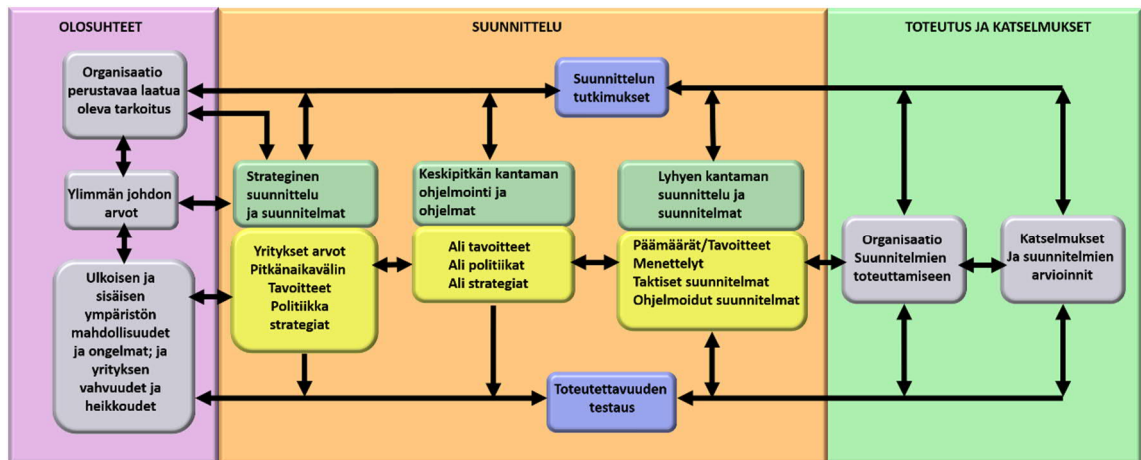 OLOSUHTEET
SUUNNITTELU
TOTEUTUS JA KATSELMUKSET
Organisaatio
perustavaa laatua
oleva tarkoitus
Suunnittelun
tutkimukset
Ylimmän johdon
arvot
Strateginen
suunnittelu
ja suunnitelmat
Keskipitkän kantaman
ohjelmointi ja
ohjelmat
Lyhyen kantaman
suunnittelu ja
suunnitelmat
Ulkoisen ja
sisäisen
ympäristön
mahdollisuudet
ja ongelmat; ja
yrityksen
vahvuudet ja
heikkoudet
Yritykset arvot
Pitkänaikavälin
Tavoitteet
Politiikka
strategiat
Ali tavoitteet
Ali politiikat
Ali strategiat
Päämäärät/Tavoitteet
Menettelyt
Taktiset suunnitelmat
Ohjelmoidut suunnitelmat
Organisaatio
Suunnitelmien
toteuttamiseen
Katselmukset
Ja suunnitelmien
arvioinnit
Toteutettavuuden
testaus